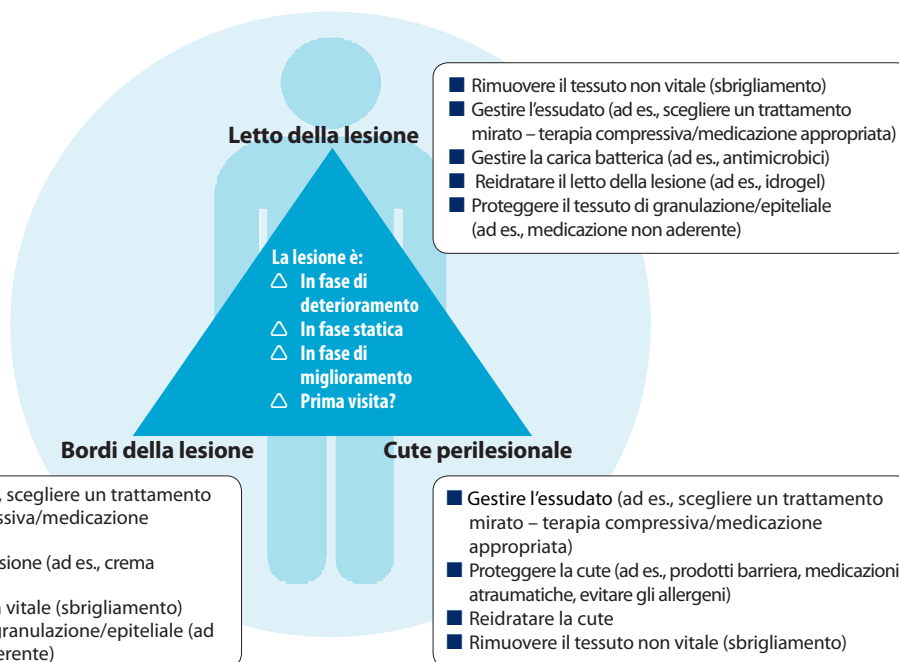 Letto della lesione
■ Rimuovere il tessuto non vitale (sbrigliamento)
■ Gestire l'essudato (ad es., scegliere un trattamento
mirato – terapia compressiva/medicazione appropriata)
■ Gestire la carica batterica (ad es., antimicrobici)
■ Reidratare il letto della lesione (ad es., idrogel)
■ Proteggere il tessuto di granulazione/epiteliale
(ad es., medicazione non aderente)
La lesione è:
△ In fase di
deterioramento
△ In fase statica
△ In fase di
miglioramento
△ Prima visita?
Bordi della lesione
, scegliere un trattamento
ssiva/medicazione
sione (ad es., crema
vitale (sbrigliamento)
granulazione/epiteliale (ad
erente)
Cute perilesionale
■ Gestire l'essudato (ad es., scegliere un trattamento
mirato – terapia compressiva/medicazione
appropriata)
■ Proteggere la cute (ad es., prodotti barriera, medicazioni
atraumatiche, evitare gli allergeni)
■ Reidratare la cute
■ Rimuovere il tessuto non vitale (sbrigliamento)